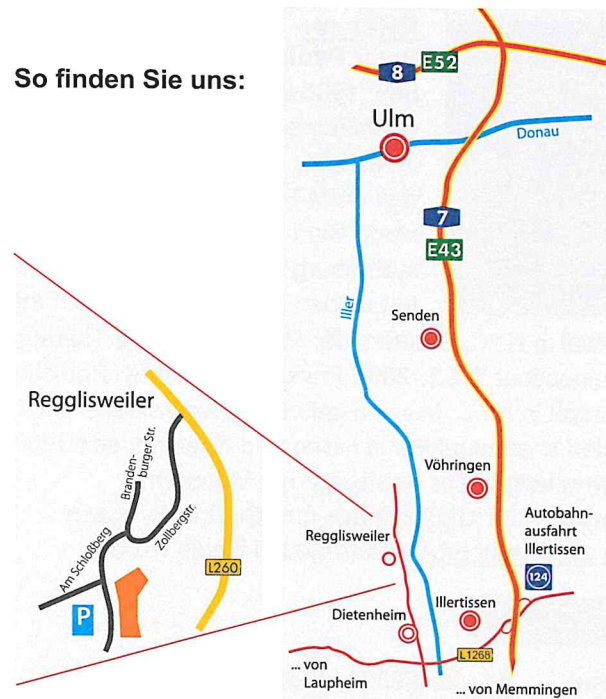 So finden Sie uns:
8
E52
Ulm
Donau
7
E43
Iller
Senden
Vöhringen
Autobahn-
ausfahrt
Illertissen
124
Regglisweiler
Dietenheim
Illertissen
L1268
... von
Laupheim
... von Memmingen
Regglisweiler
Branden-
burger Str.
Zollbergstr.
Am Schloßberg
L260
P